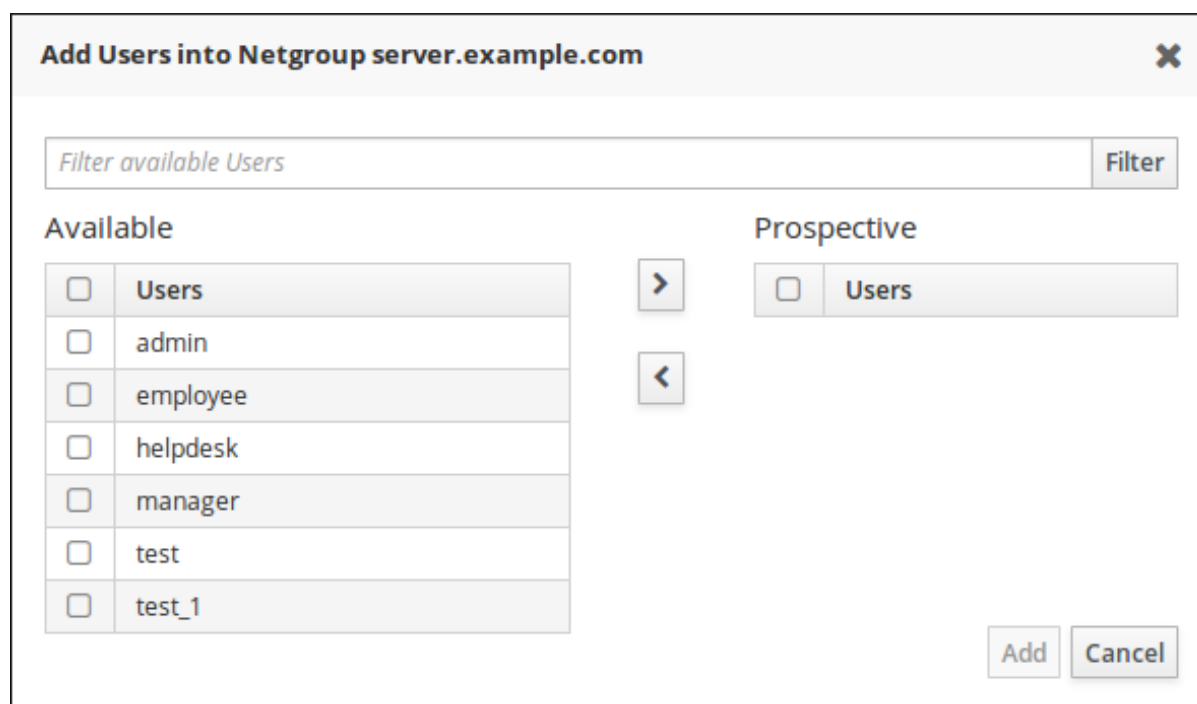 Add Users into Netgroup server.example.com
Filter available Users
Filter
Available
Prospective
Users
Users
admin
employee
helpdesk
manager
test
test_1
Add
Cancel